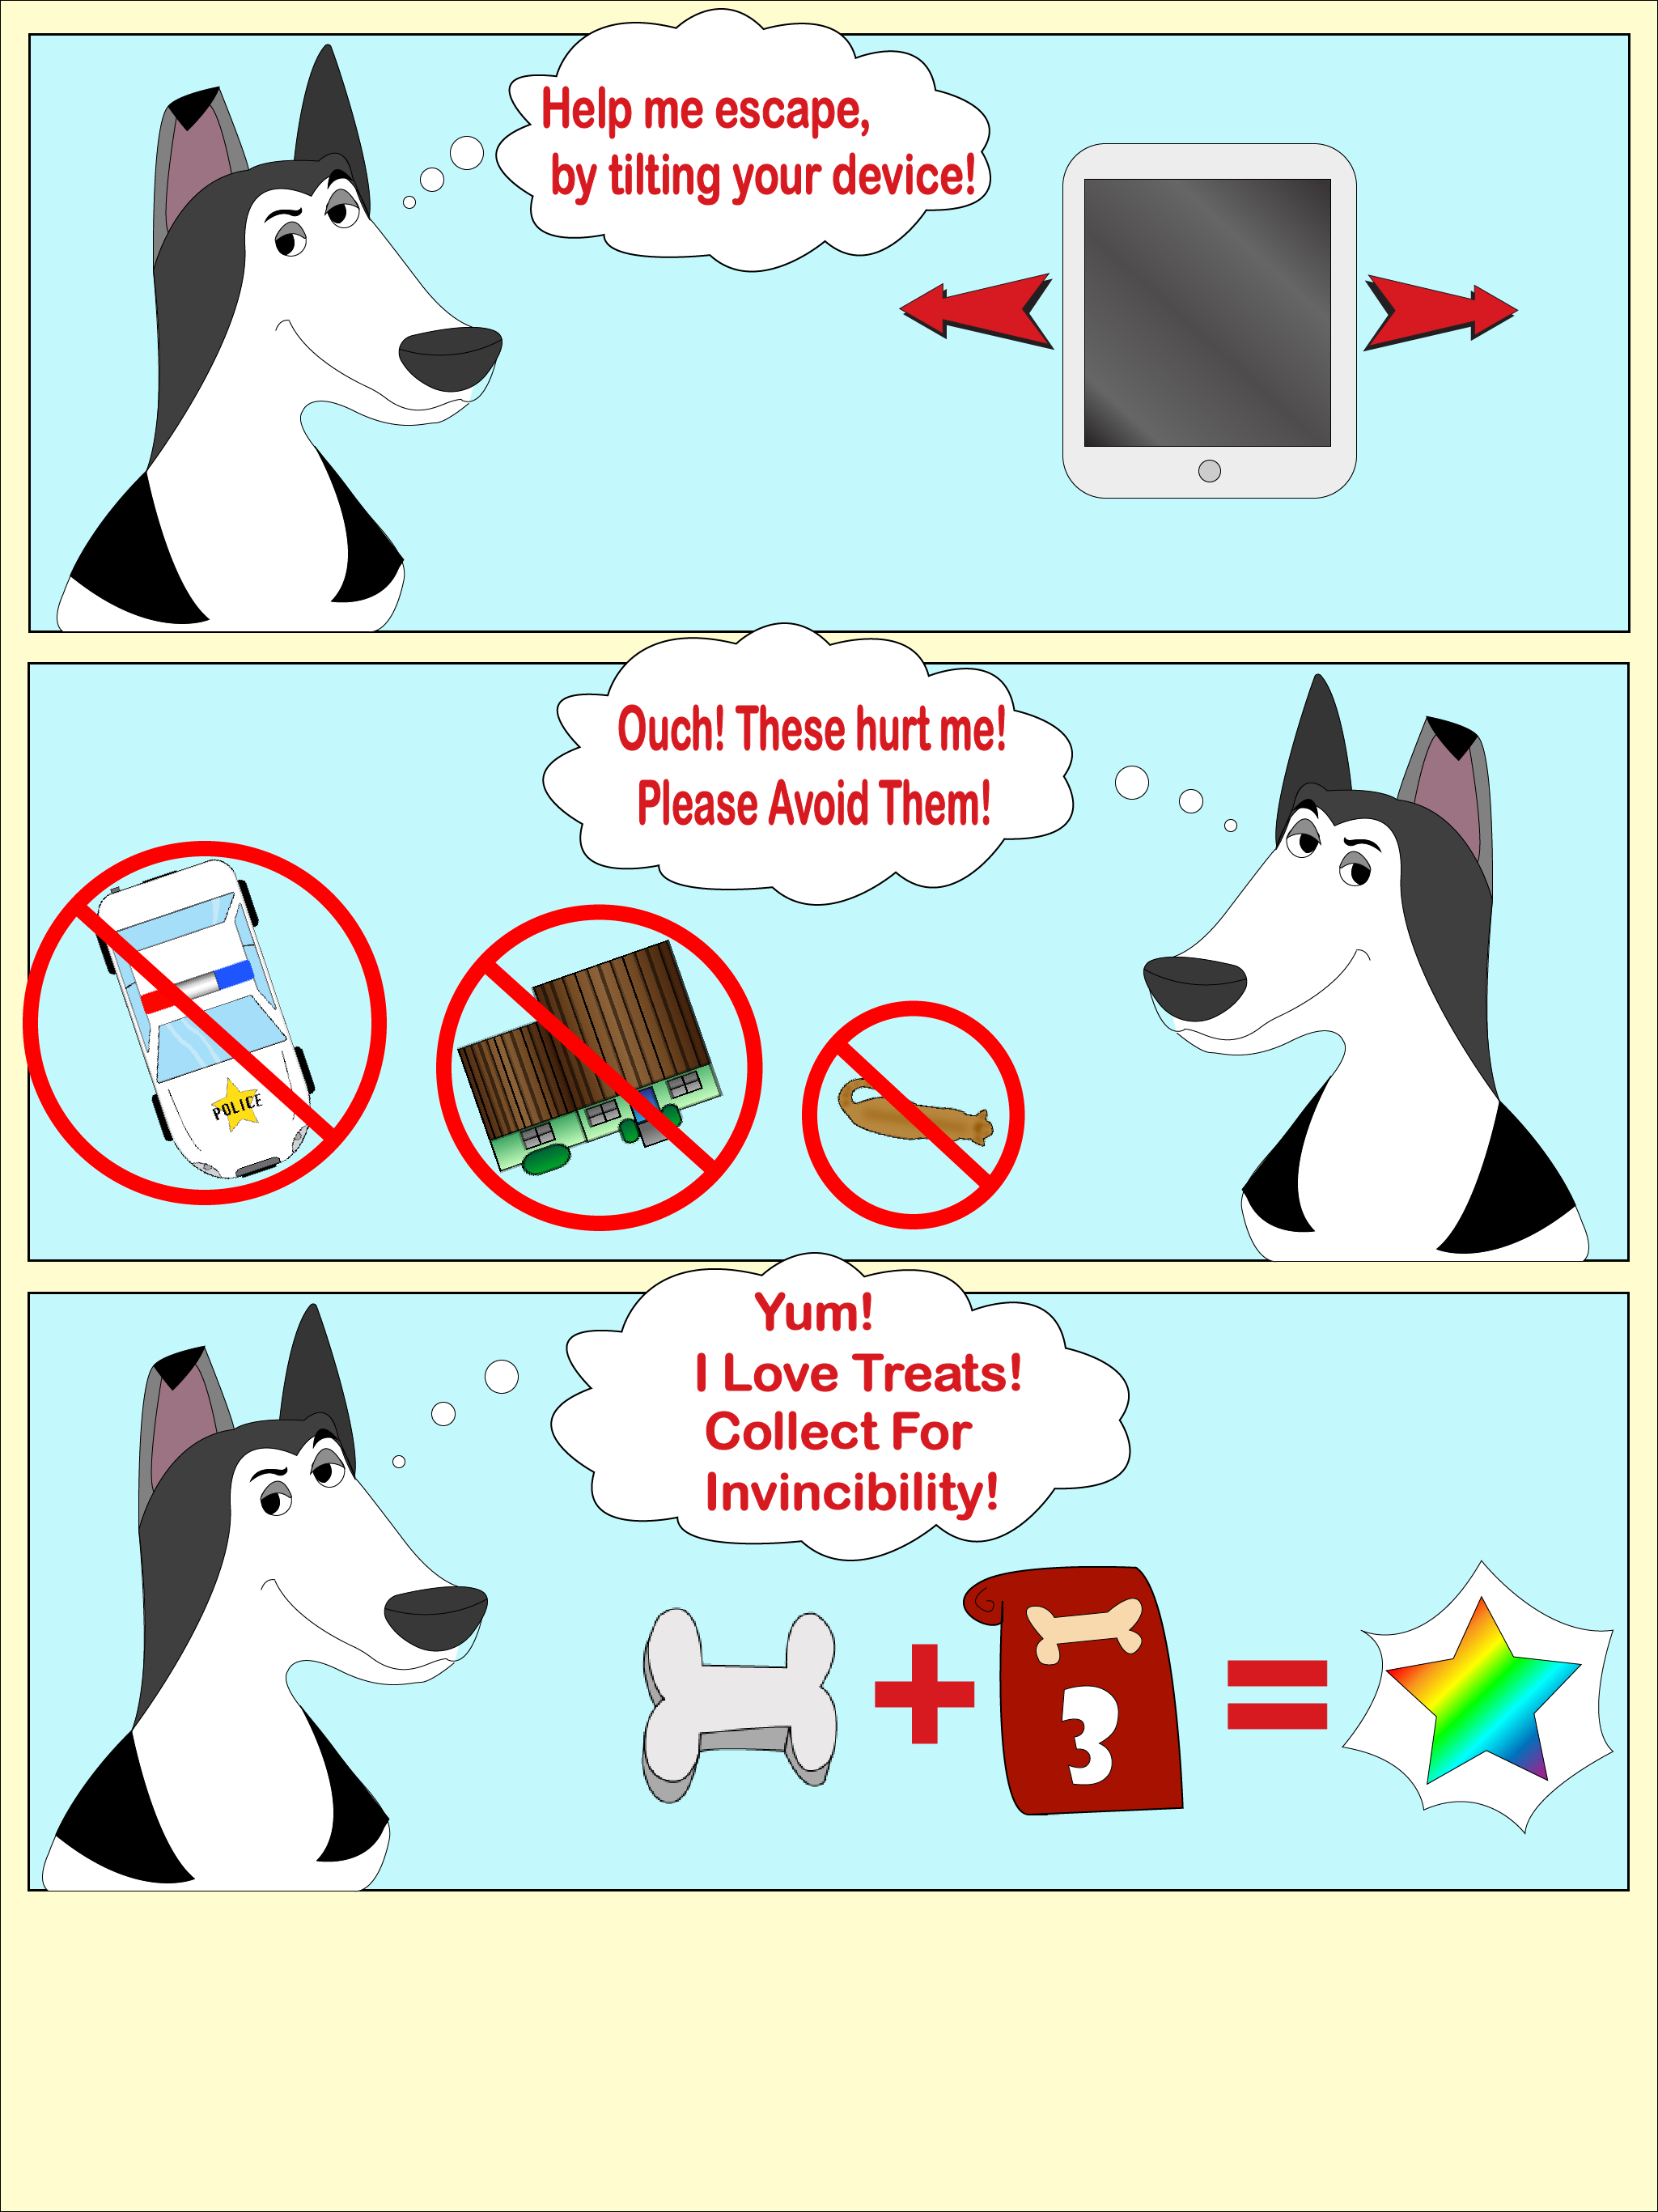 Help me escape,
by tilting your device!
Ouch! These hurt me!
Please Avoid Them!
POLICE
Yum!
I Love Treats!
Collect For
Invincibility!
3